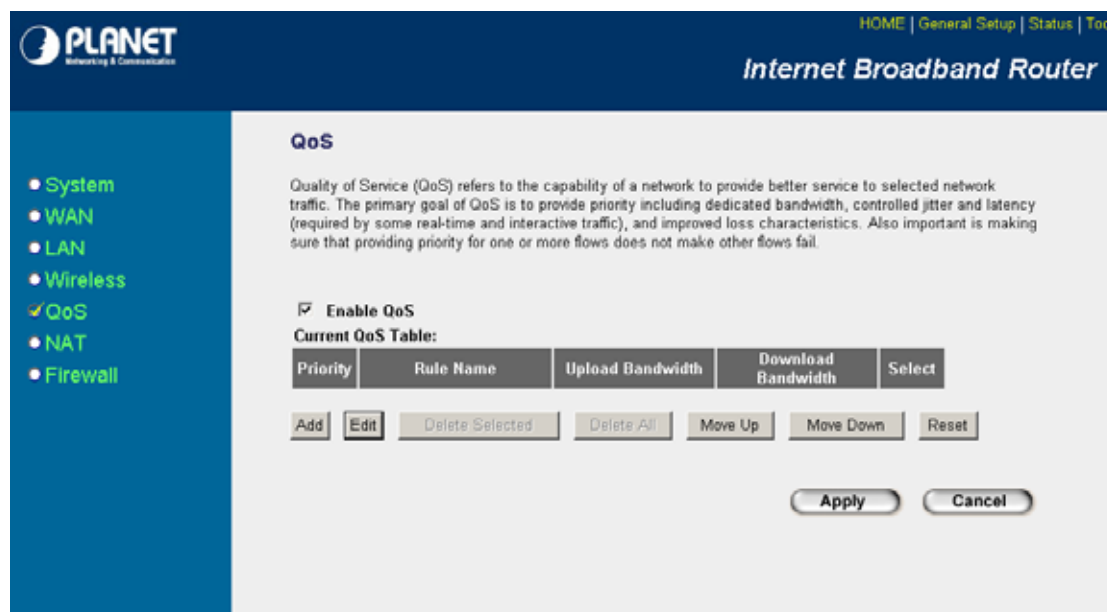 PLANET
Networking & Communication
HOME | General Setup | Status |
Internet Broadband Router
System
WAN
LAN
Wireless
QoS
NAT
Firewall
QoS
Quality of Service (QoS) refers to the capability of a network to provide better service to selected network
traffic. The primary goal of QoS is to provide priority including dedicated bandwidth, controlled jitter and latency
(required by some real-time and interactive traffic), and improved loss characteristics. Also important is making
sure that providing priority for one or more flows does not make other flows fail.
Enable QoS
Current QoS Table:
Priority Rule Name Upload Bandwidth Download Bandwidth Select
Add Edit Delete Selected Delete All Move Up Move Down Reset
Apply Cancel